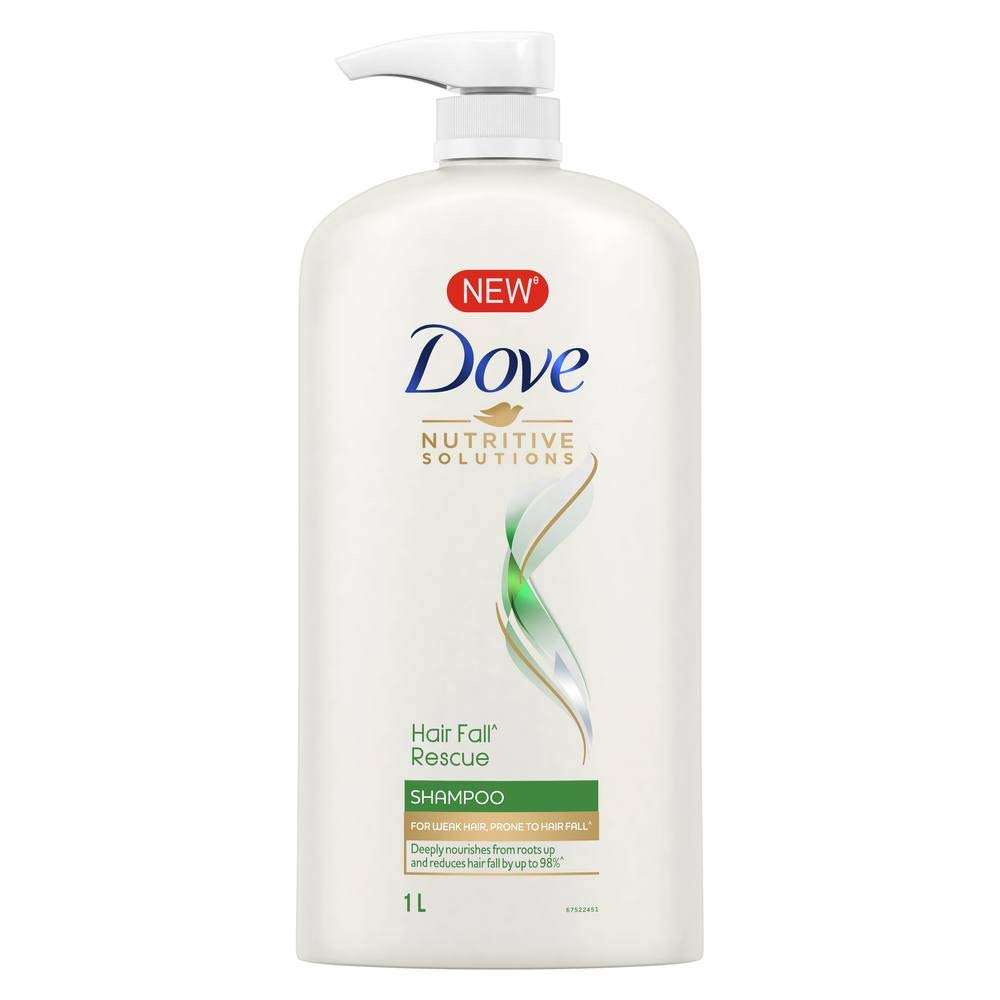 NEWθ
Dove
NUTRITIVE
SOLUTIONS
Hair Fall^
Rescue
SHAMPOO
FOR WEAK HAIR, PRONE TO HAIR FALL^
Deeply nourishes from roots up
and reduces hair fall by up to 98%^
1 L
67522451